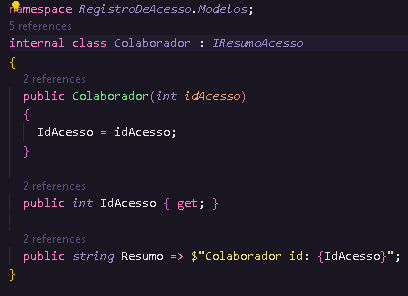 namespace RegistroDeAcesso.Modelos;
5 references
internal class Colaborador : IResumoAcesso
{
2 references
public Colaborador(int idAcesso)
{
IdAcesso = idAcesso;
}
2 references
public int IdAcesso { get; }
2 references
public string Resumo => $"Colaborador id: {IdAcesso}";
}